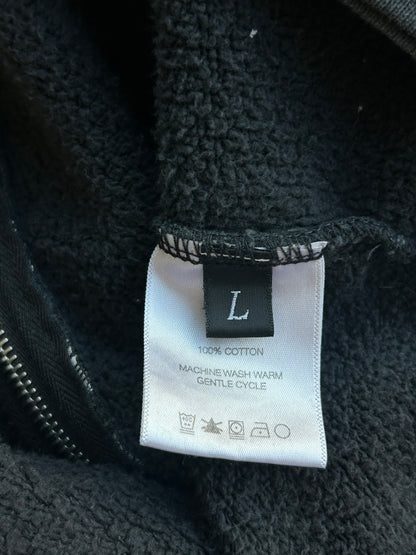 L
100% COTTON
MACHINE WASH WARM
GENTLE CYCLE